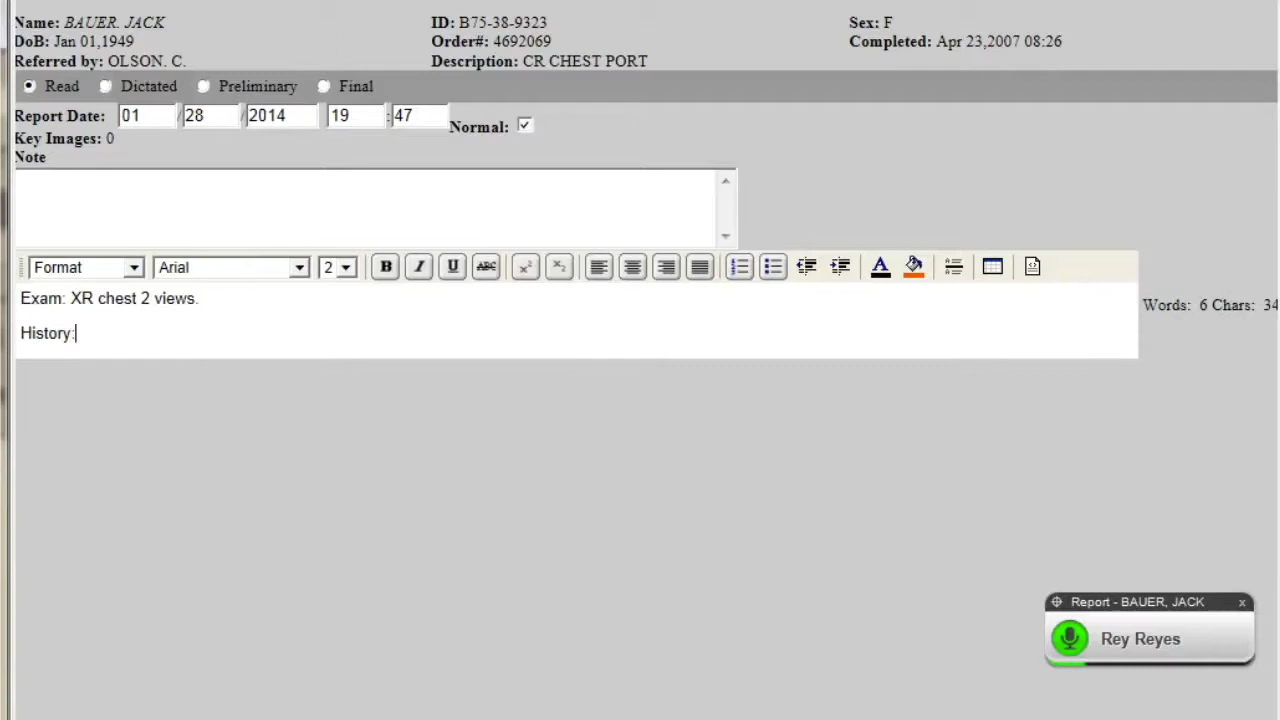 Name: BAUER. JACK ID: B75-38-9323 Sex: F
DoB: Jan 01,1949 Order#: 4692069 Completed: Apr 23,2007 08:26
Referred by: OLSON. C. Description: CR CHEST PORT
Read Dictated Preliminary Final
Report Date: 01 / 28 / 2014 19 : 47 Normal:
Key Images: 0
Note
Format Arial 2 B I U ABC x² x₂ A
Exam: XR chest 2 views.
Words: 6 Chars: 34
History:
Report - BAUER, JACK x
Rey Reyes